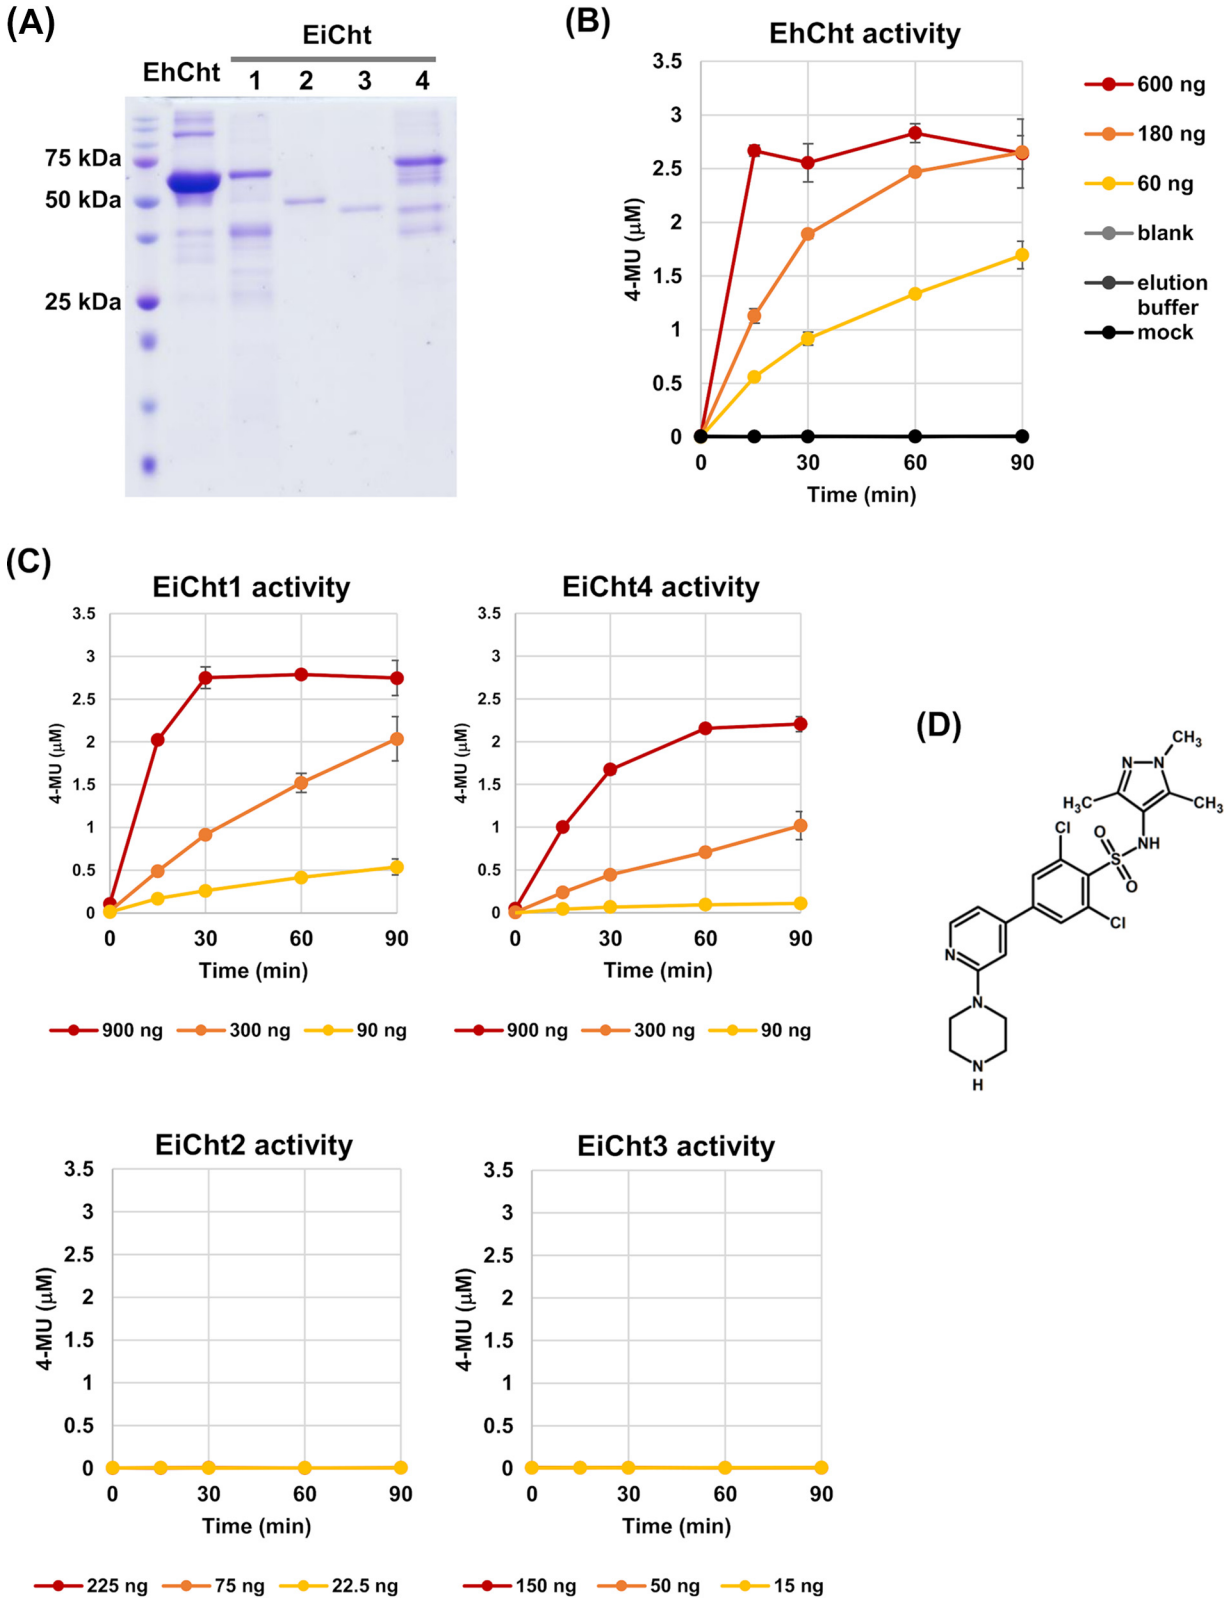 (A)
EiCht
EhCht 1 2 3 4
75 kDa
50 kDa
25 kDa
(B)
EhCht activity
3.5
3
2.5
2
1.5
1
0.5
0
4-MU (μM)
0 30 60 90
Time (min)
600 ng
180 ng
60 ng
blank
elution
buffer
mock
(C)
EiCht1 activity
3.5
3
2.5
2
1.5
1
0.5
0
4-MU (μM)
0 30 60 90
Time (min)
900 ng 300 ng 90 ng
EiCht4 activity
3.5
3
2.5
2
1.5
1
0.5
0
4-MU (μM)
0 30 60 90
Time (min)
900 ng 300 ng 90 ng
(D)
CH3
N N
H3C CH3
Cl O NH
S
O
Cl
N
N
N
H
EiCht2 activity
3.5
3
2.5
2
1.5
1
0.5
0
4-MU (μM)
0 30 60 90
Time (min)
225 ng 75 ng 22.5 ng
EiCht3 activity
3.5
3
2.5
2
1.5
1
0.5
0
4-MU (μM)
0 30 60 90
Time (min)
150 ng 50 ng 15 ng